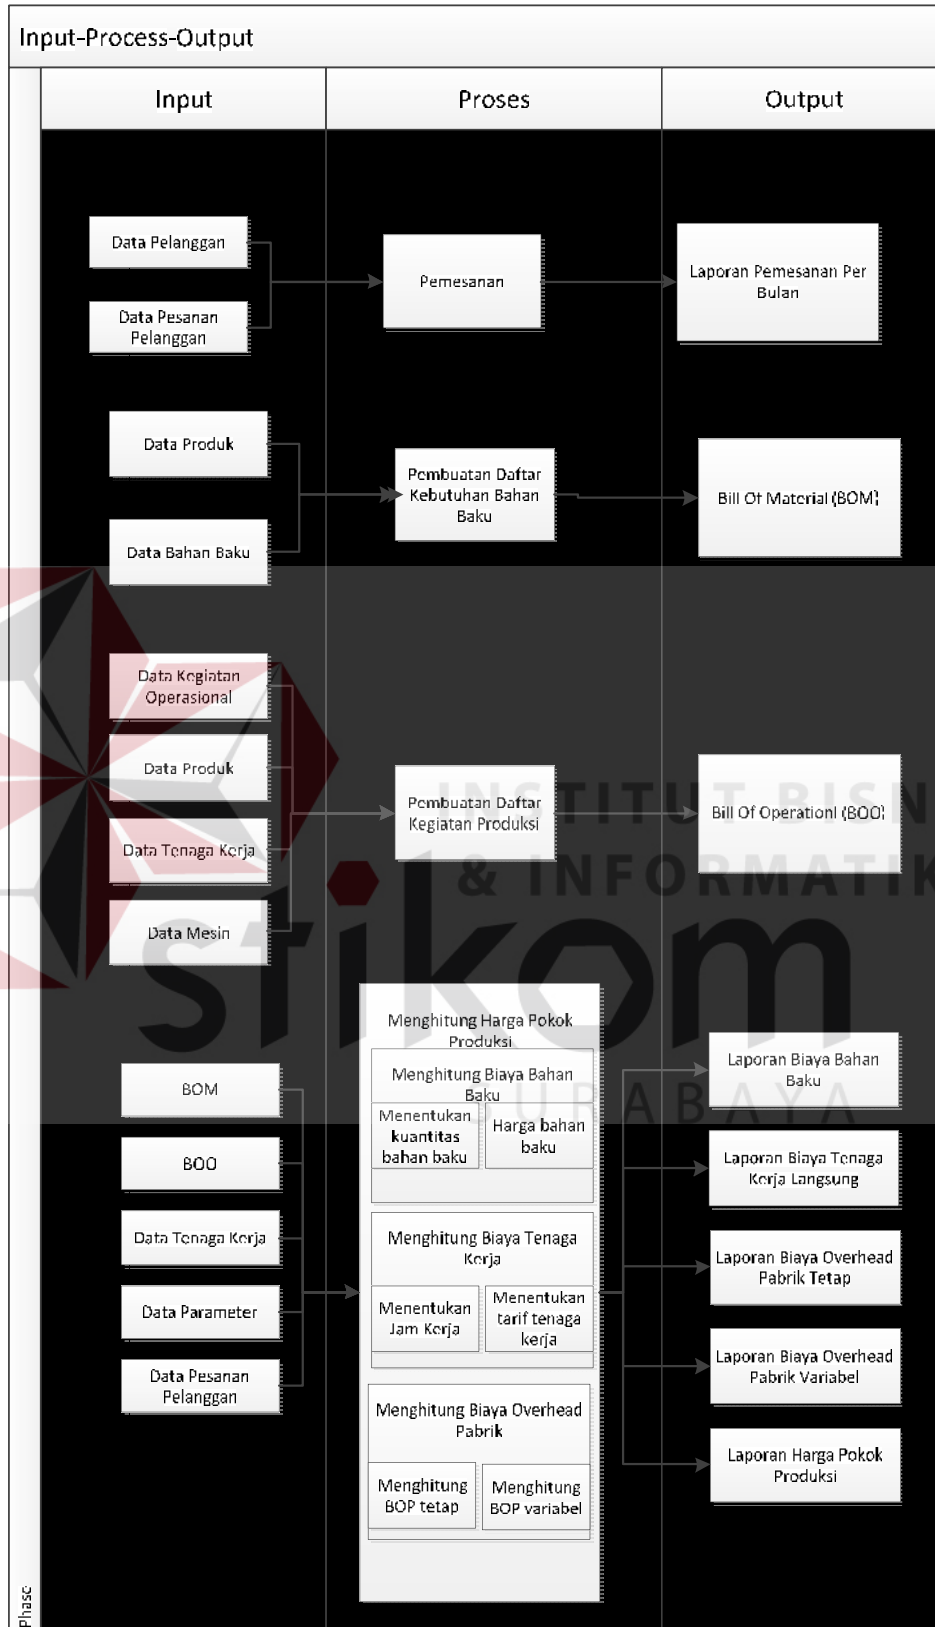 Input-Process-Output
Input
Proses
Output
Data Pelanggan
Data Pesanan
Pelanggan
Pemesanan
Laporan Pemesanan Per
Bulan
Data Produk
Data Bahan Baku
Pembuatan Daftar
Kebutuhan Bahan
Baku
Bill Of Material (BOM)
Data Kegiatan
Operasional
Data Produk
Data Tenaga Kerja
Data Mesin
Pembuatan Daftar
Kegiatan Produksi
Bill Of Operationl (BOO)
INSTITUT BISN
& INFORMATIK
stikom
SURABAYA
BOM
BOO
Data Tenaga Kerja
Data Parameter
Data Pesanan
Pelanggan
Menghitung Harga Pokok
Produksi
Menghitung Biaya Bahan
Baku
Menentukan
kuantitas
bahan baku
Harga bahan
baku
Menghitung Biaya Tenaga
Kerja
Menentukan
Jam Kerja
Menentukan
tarif tenaga
kerja
Menghitung Biaya Overhead
Pabrik
Menghitung
BOP tetap
Menghitung
BOP variabel
Laporan Biaya Bahan
Baku
Laporan Biaya Tenaga
Kerja Langsung
Laporan Biaya Overhead
Pabrik Tetap
Laporan Biaya Overhead
Pabrik Variabel
Laporan Harga Pokok
Produksi
Phase